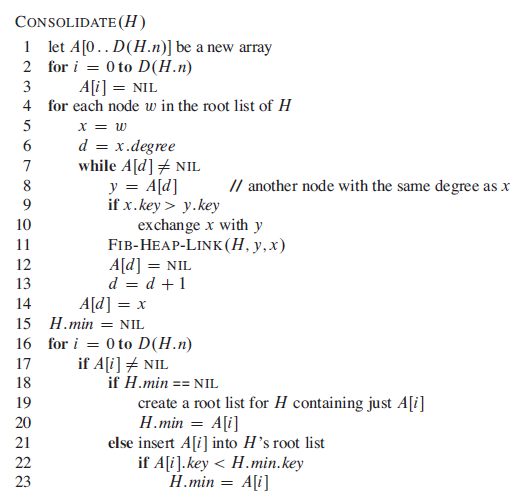 CONSOLIDATE(H)
1 let A[0 . . D(H.n)] be a new array
2 for i = 0 to D(H.n)
3 A[i] = NIL
4 for each node w in the root list of H
5 x = w
6 d = x.degree
7 while A[d] ≠ NIL
8 y = A[d] // another node with the same degree as x
9 if x.key > y.key
10 exchange x with y
11 FIB-HEAP-LINK(H, y, x)
12 A[d] = NIL
13 d = d + 1
14 A[d] = x
15 H.min = NIL
16 for i = 0 to D(H.n)
17 if A[i] ≠ NIL
18 if H.min == NIL
19 create a root list for H containing just A[i]
20 H.min = A[i]
21 else insert A[i] into H's root list
22 if A[i].key < H.min.key
23 H.min = A[i]